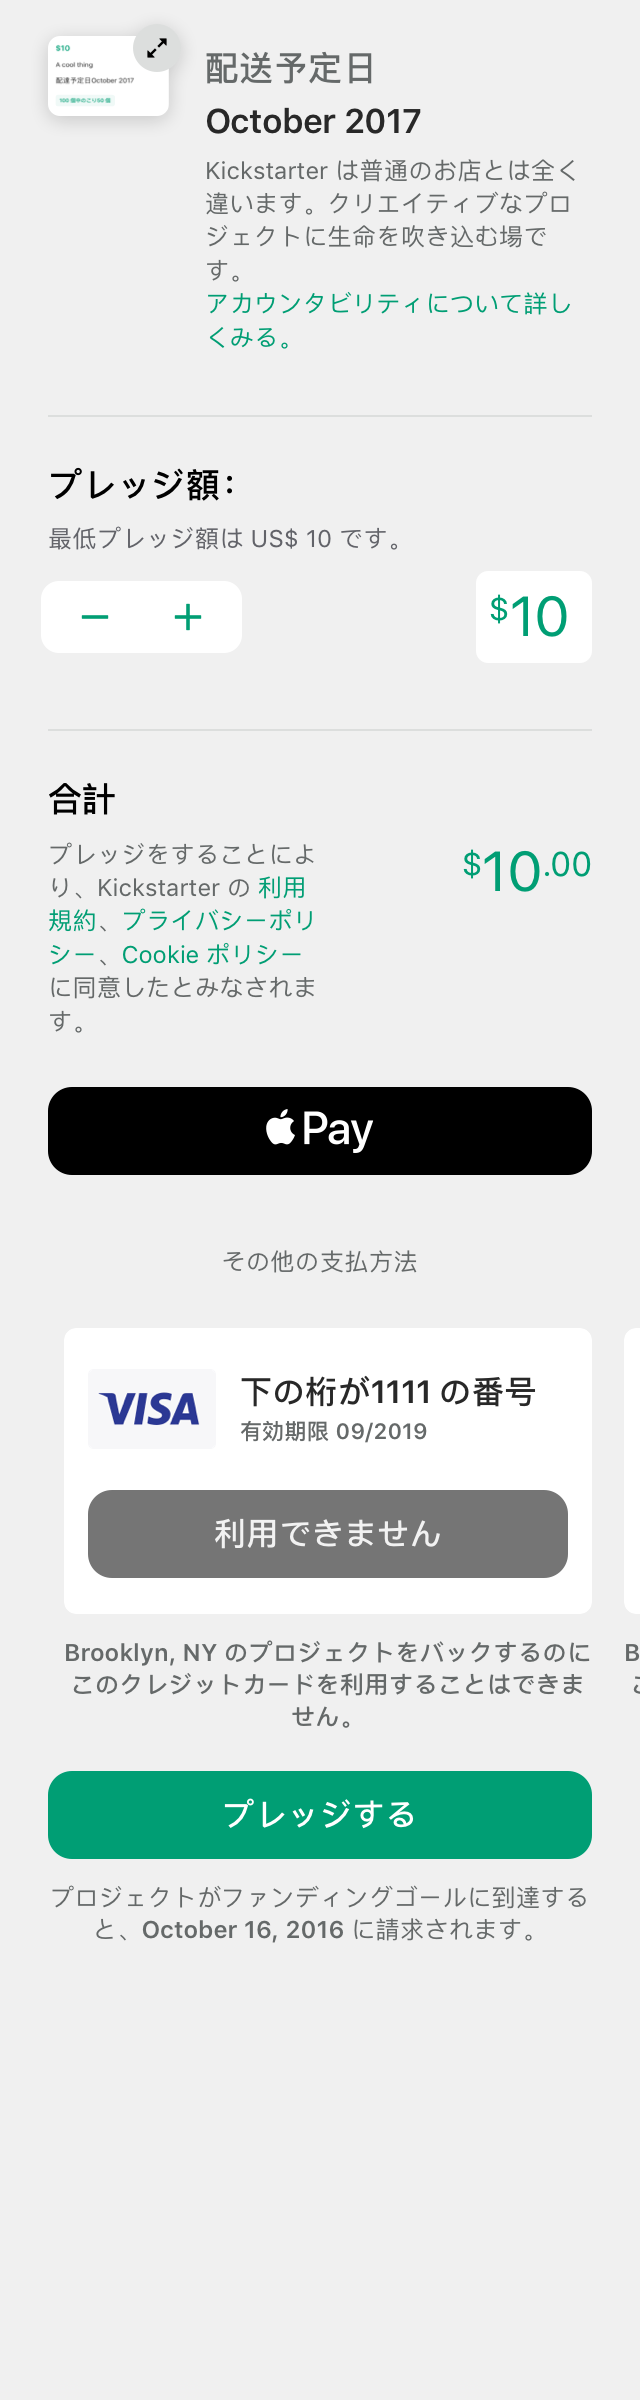 $10
A cool thing
配達予定日October 2017
配送予定日
October 2017
Kickstarter は普通のお店とは全く
違います。クリエイティブなプロ
ジェクトに生命を吹き込む場で
す。
アカウンタビリティについて詳し
くみる。
プレッジ額:
最低プレッジ額は US$ 10 です。
$10
合計
プレッジをすることによ
り、Kickstarter の 利用
規約、プライバシーポリ
シー、Cookie ポリシー
に同意したとみなされま
す。
$10.00
Pay
その他の支払方法
VISA
下の桁が1111 の番号
有効期限 09/2019
利用できません
Brooklyn, NY のプロジェクトをバックするのに
このクレジットカードを利用することはできま
せん。
プレッジする
プロジェクトがファンディングゴールに到達する
と、October 16, 2016 に請求されます。